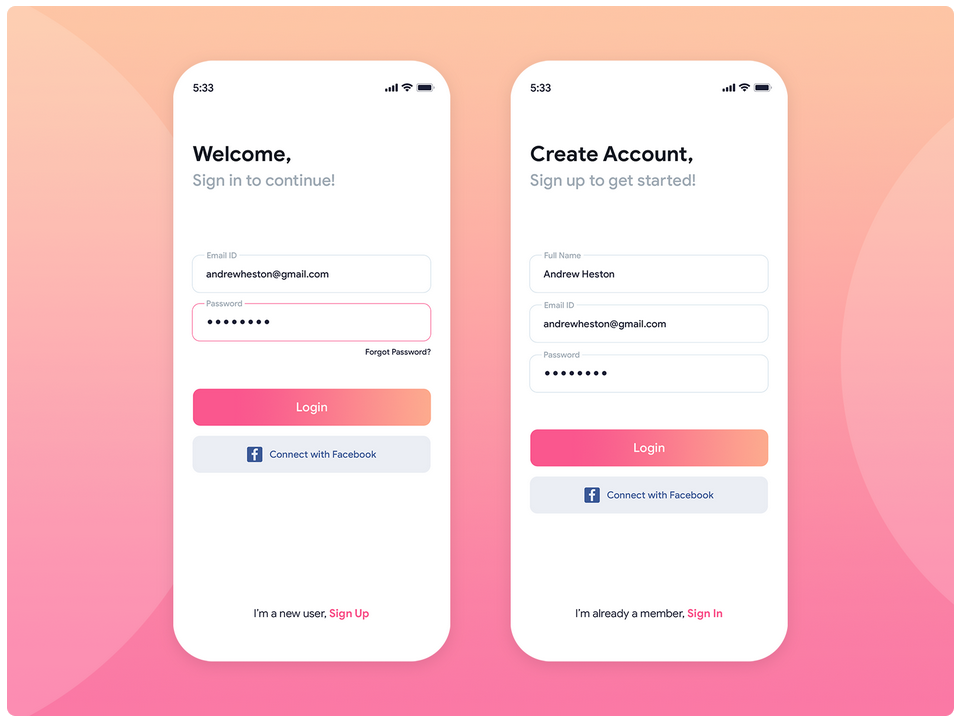 5:33
Welcome,
Sign in to continue!
Email ID
andrewheston@gmail.com
Password
••••••••
Forgot Password?
Login
Connect with Facebook
I'm a new user, Sign Up
5:33
Create Account,
Sign up to get started!
Full Name
Andrew Heston
Email ID
andrewheston@gmail.com
Password
••••••••
Login
Connect with Facebook
I'm already a member, Sign In